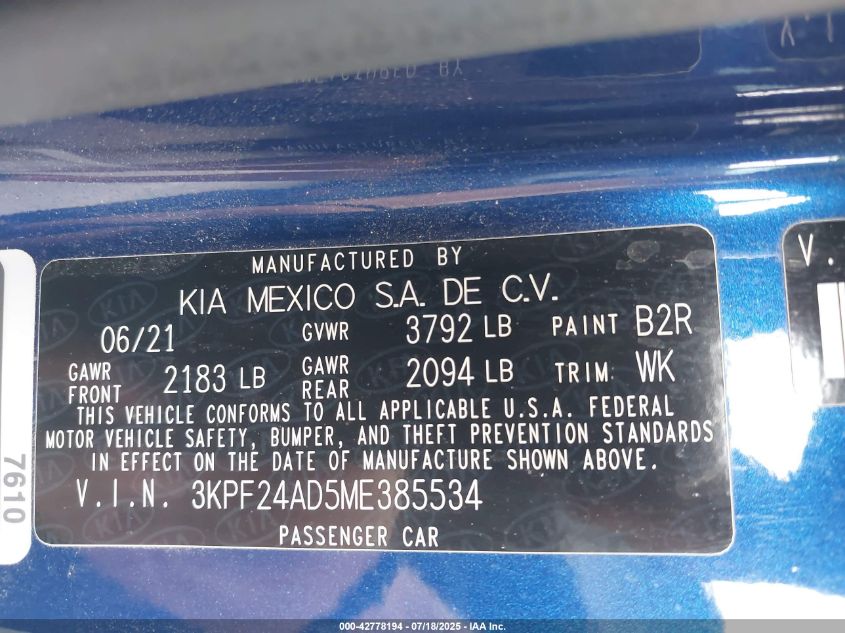 MANUFACTURED BY
KIA MEXICO S.A. DE C.V.
06/21 GVWR 3792 LB PAINT B2R
GAWR FRONT 2183 LB GAWR REAR 2094 LB TRIM WK
THIS VEHICLE CONFORMS TO ALL APPLICABLE U.S.A. FEDERAL
MOTOR VEHICLE SAFETY, BUMPER, AND THEFT PREVENTION STANDARDS
IN EFFECT ON THE DATE OF MANUFACTURE SHOWN ABOVE.
V.I.N. 3KPF24AD5ME385534
PASSENGER CAR
7610
V.
000-42778194 - 07/18/2025 - IAA Inc.